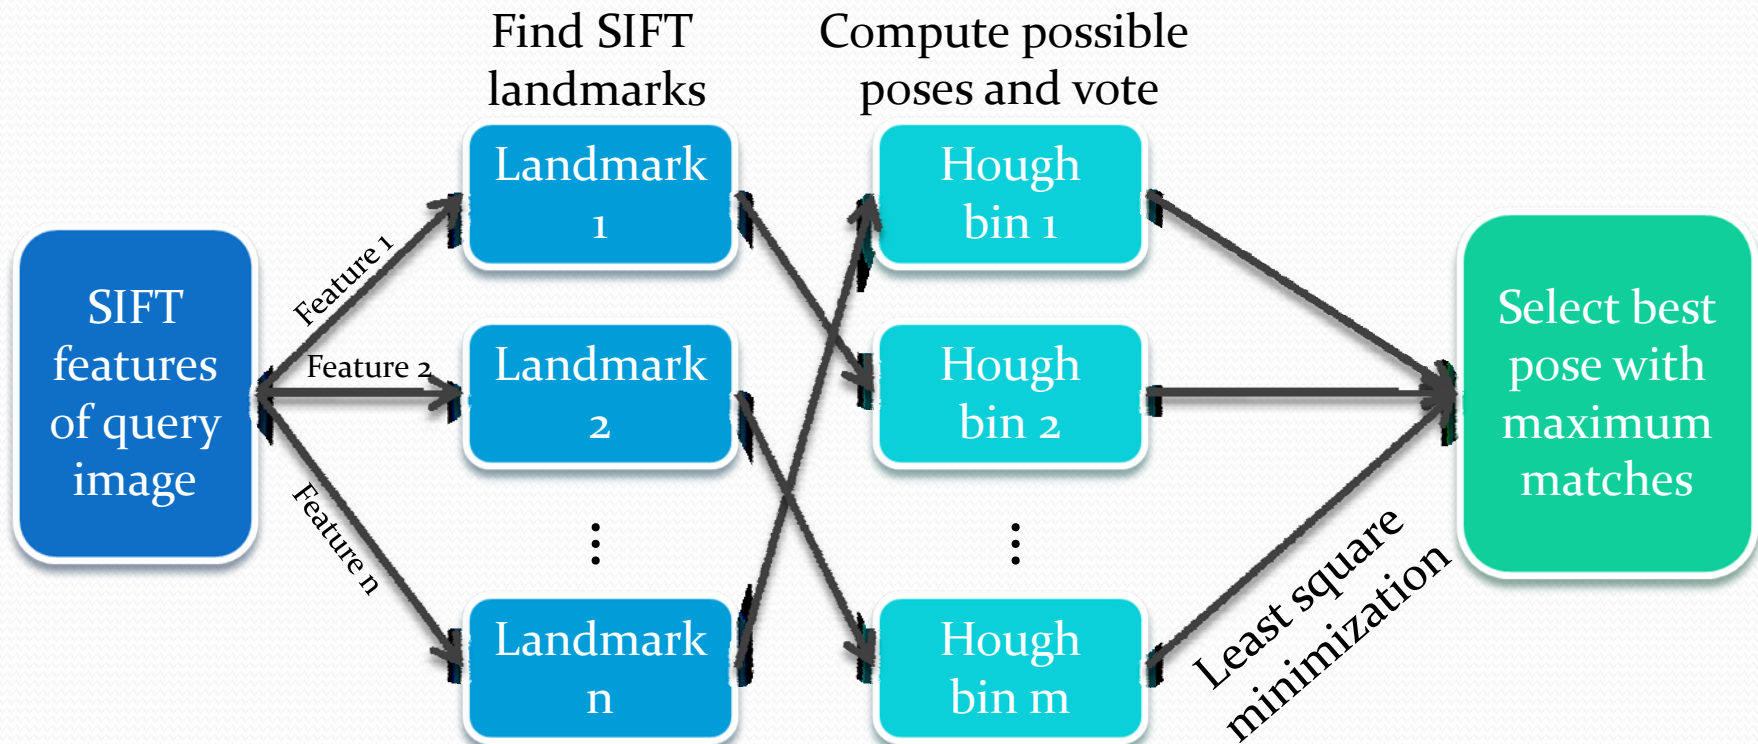 Find SIFT
landmarks
Compute possible
poses and vote
SIFT
features
of query
image
Feature 1
Feature 2
Feature n
Landmark
1
Landmark
2
⋮
Landmark
n
Hough
bin 1
Hough
bin 2
⋮
Hough
bin m
Least square
minimization
Select best
pose with
maximum
matches